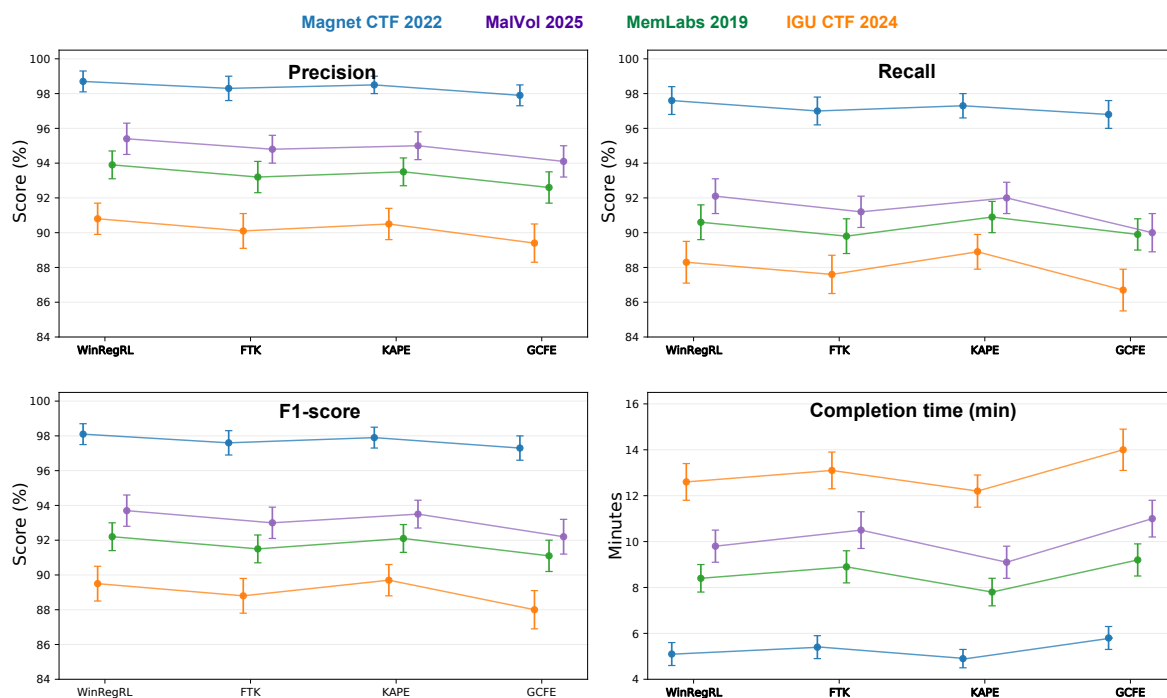 Magnet CTF 2022 MalVol 2025 MemLabs 2019 IGU CTF 2024
Precision
Score (%)
100
98
96
94
92
90
88
86
84
WinRegRL FTK KAPE GCFE
Recall
Score (%)
100
98
96
94
92
90
88
86
84
WinRegRL FTK KAPE GCFE
F1-score
Score (%)
100
98
96
94
92
90
88
86
84
WinRegRL FTK KAPE GCFE
Completion time (min)
Minutes
16
14
12
10
8
6
4
WinRegRL FTK KAPE GCFE